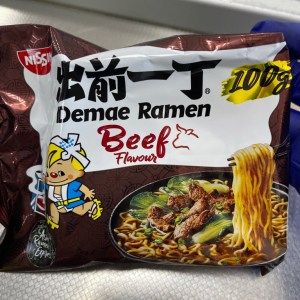 NISSIN
出前一丁®
100g
Demae Ramen
Beef
Flavour